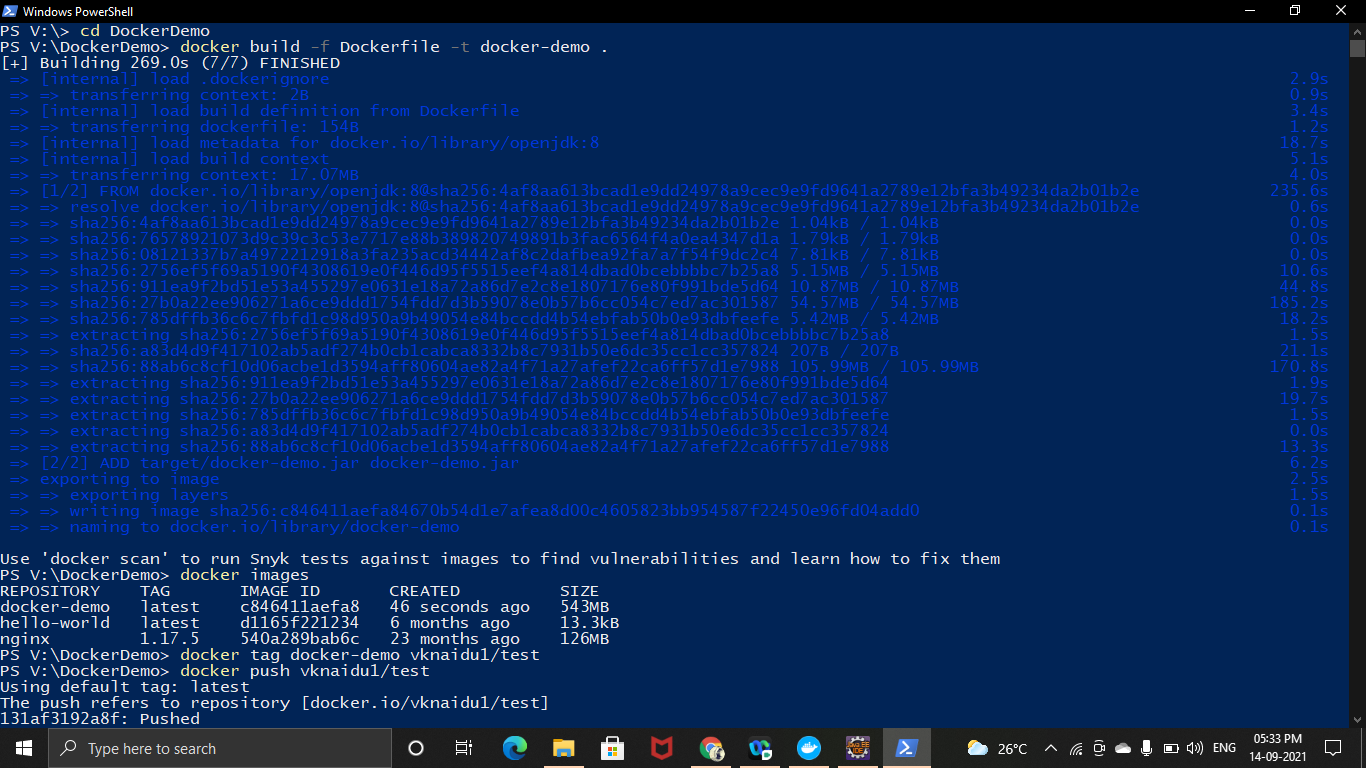 Windows PowerShell
PS V:\> cd DockerDemo
PS V:\DockerDemo> docker build -f Dockerfile -t docker-demo .
[+] Building 269.0s (7/7) FINISHED
=> [internal] load .dockerignore 2.9s
=> => transferring context: 2B 0.9s
=> [internal] load build definition from Dockerfile 3.4s
=> => transferring dockerfile: 154B 1.2s
=> [internal] load metadata for docker.io/library/openjdk:8 18.7s
=> [internal] load build context 5.1s
=> => transferring context: 17.07MB 4.0s
=> [1/2] FROM docker.io/library/openjdk:8@sha256:4af8aa613bcad1e9dd24978a9cec9e9fd9641a2789e12bfa3b49234da2b01b2e 235.6s
=> => resolve docker.io/library/openjdk:8@sha256:4af8aa613bcad1e9dd24978a9cec9e9fd9641a2789e12bfa3b49234da2b01b2e 0.6s
=> => sha256:4af8aa613bcad1e9dd24978a9cec9e9fd9641a2789e12bfa3b49234da2b01b2e 1.04kB / 1.04kB 0.0s
=> => sha256:76578921073d9c39c3c53e7717e88b389820749891b3fac6564f4a0ea4347d1a 1.79kB / 1.79kB 0.0s
=> => sha256:08121337b7a4972212918a3fa235acd34442af8c2dafbea92fa7a7f54f9dc2c4 7.81kB / 7.81kB 0.0s
=> => sha256:2756ef5f69a5190f4308619e0f446d95f5515eef4a814dbad0bcebbbbc7b25a8 5.15MB / 5.15MB 10.6s
=> => sha256:911ea9f2bd51e53a455297e0631e18a72a86d7e2c8e1807176e80f991bde5d64 10.87MB / 10.87MB 44.8s
=> => sha256:27b0a22ee906271a6ce9ddd1754fdd7d3b59078e0b57b6cc054c7ed7ac301587 54.57MB / 54.57MB 185.2s
=> => sha256:785dffb36c6c7fbfd1c98d950a9b49054e84bccdd4b54ebfab50b0e93dbfeefe 5.42MB / 5.42MB 18.2s
=> => extracting sha256:2756ef5f69a5190f4308619e0f446d95f5515eef4a814dbad0bcebbbbc7b25a8 1.5s
=> => sha256:a83d4d9f417102ab5adf274b0cb1cabca8332b8c7931b50e6dc35cc1cc357824 207B / 207B 21.1s
=> => sha256:88ab6c8cf10d06acbe1d3594aff80604ae82a4f71a27afef22ca6ff57d1e7988 105.99MB / 105.99MB 170.8s
=> => extracting sha256:911ea9f2bd51e53a455297e0631e18a72a86d7e2c8e1807176e80f991bde5d64 1.9s
=> => extracting sha256:27b0a22ee906271a6ce9ddd1754fdd7d3b59078e0b57b6cc054c7ed7ac301587 19.7s
=> => extracting sha256:785dffb36c6c7fbfd1c98d950a9b49054e84bccdd4b54ebfab50b0e93dbfeefe 1.5s
=> => extracting sha256:a83d4d9f417102ab5adf274b0cb1cabca8332b8c7931b50e6dc35cc1cc357824 0.0s
=> => extracting sha256:88ab6c8cf10d06acbe1d3594aff80604ae82a4f71a27afef22ca6ff57d1e7988 13.3s
=> [2/2] ADD target/docker-demo.jar docker-demo.jar 6.2s
=> exporting to image 2.5s
=> => exporting layers 1.5s
=> => writing image sha256:c846411aefa84670b54d1e7afea8d00c4605823bb954587f22450e96fd04add0 0.1s
=> => naming to docker.io/library/docker-demo 0.1s
Use 'docker scan' to run Snyk tests against images to find vulnerabilities and learn how to fix them
PS V:\DockerDemo> docker images
REPOSITORY TAG IMAGE ID CREATED SIZE
docker-demo latest c846411aefa8 46 seconds ago 543MB
hello-world latest d1165f221234 6 months ago 13.3kB
nginx 1.17.5 540a289bab6c 23 months ago 126MB
PS V:\DockerDemo> docker tag docker-demo vknaidu1/test
PS V:\DockerDemo> docker push vknaidu1/test
Using default tag: latest
The push refers to repository [docker.io/vknaidu1/test]
131af3192a8f: Pushed
Type here to search
26°C
ENG
05:33 PM
14-09-2021